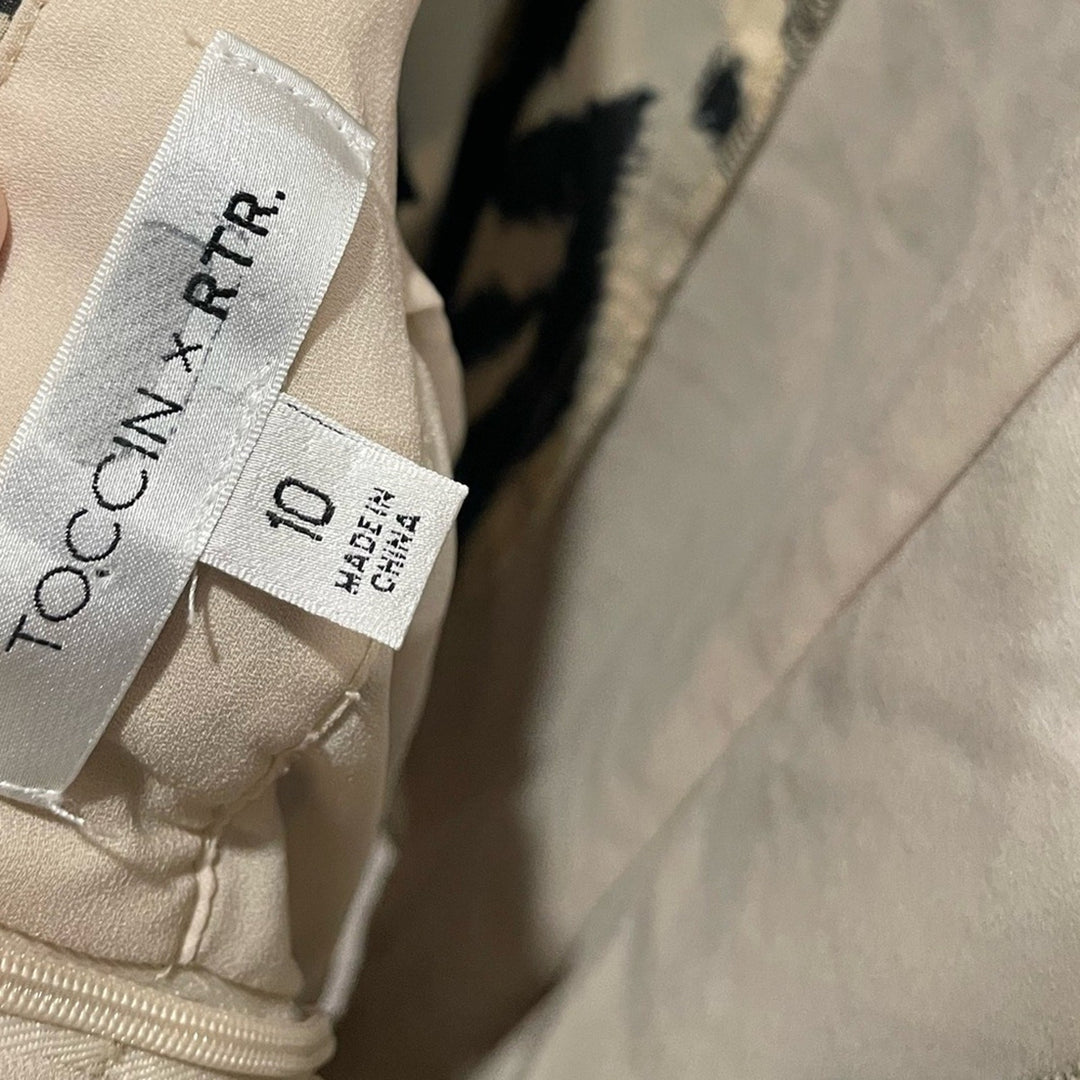 TOCCIN x RTR.
10
MADE IN
CHINA